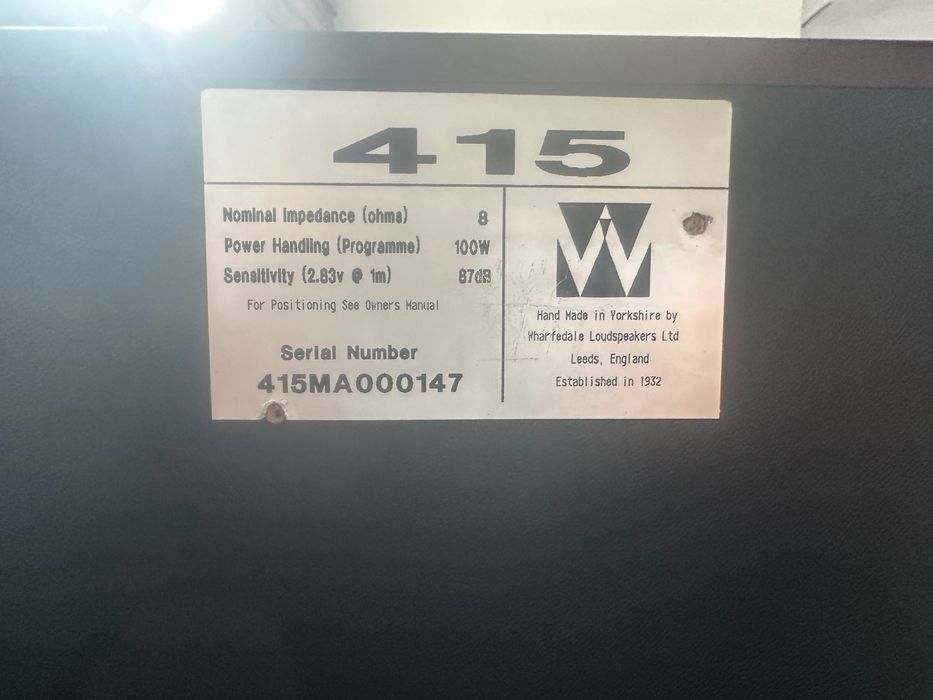 415
Nominal Impedance (ohms) 8
Power Handling (Programme) 100W
Sensitivity (2.83v @ 1m) 87dB
For Positioning See Owners Manual
Serial Number
415MA000147
W
Hand Made in Yorkshire by
Wharfedale Loudspeakers Ltd
Leeds, England
Established in 1932